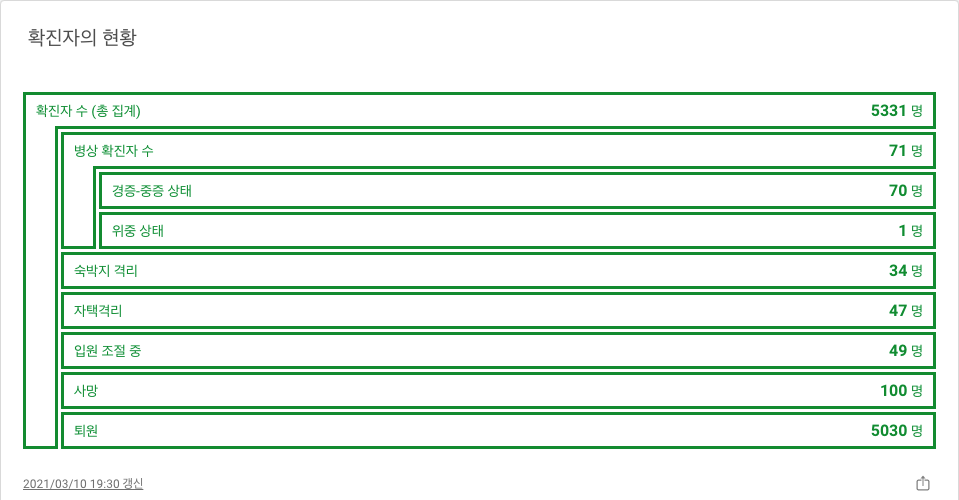 확진자의 현황
확진자 수 (총 집계) 5331 명
병상 확진자 수 71 명
경증-중증 상태 70 명
위중 상태 1 명
숙박지 격리 34 명
자택격리 47 명
입원 조절 중 49 명
사망 100 명
퇴원 5030 명
2021/03/10 19:30 갱신